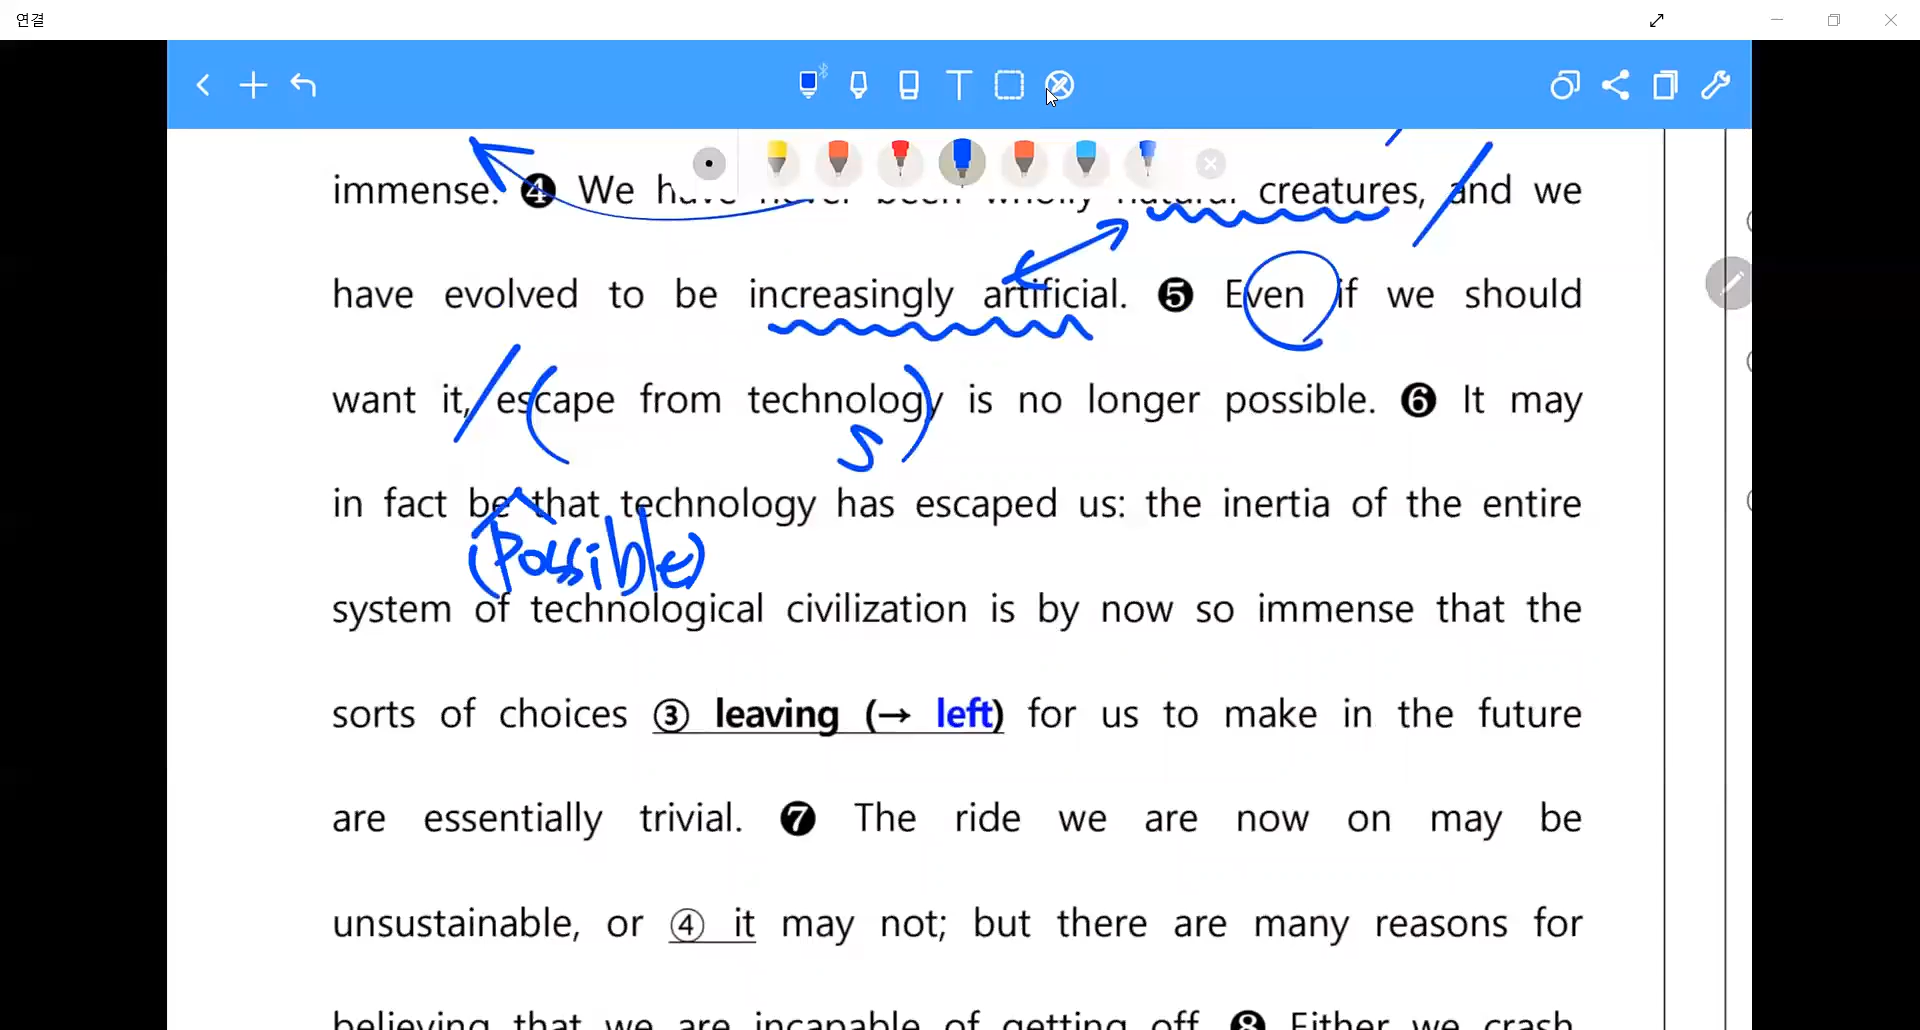 연결
immense. ❹ We have never been wholly natural creatures, and we
have evolved to be increasingly artificial. ❺ Even if we should
want it, escape from technology is no longer possible. ❻ It may
S
in fact be that technology has escaped us: the inertia of the entire
(Possible)
system of technological civilization is by now so immense that the
sorts of choices ③ leaving (→ left) for us to make in the future
are essentially trivial. ❼ The ride we are now on may be
unsustainable, or ④ it may not; but there are many reasons for
believing that we are incapable of getting off. ❽ Either we crash,